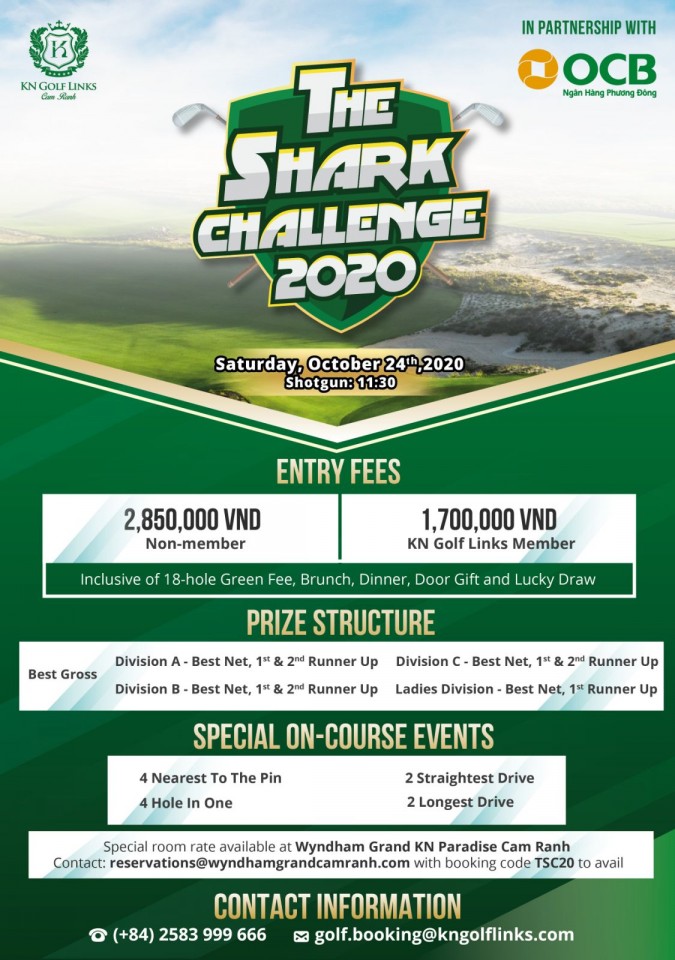 KN GOLF LINKS
Cam Ranh
IN PARTNERSHIP WITH
OCB
Ngân Hàng Phương Đông
THE
SHARK
CHALLENGE
2020
Saturday, October 24th,2020
Shotgun: 11:30
ENTRY FEES
2,850,000 VND
Non-member
1,700,000 VND
KN Golf Links Member
Inclusive of 18-hole Green Fee, Brunch, Dinner, Door Gift and Lucky Draw
PRIZE STRUCTURE
Best Gross
Division A - Best Net, 1st & 2nd Runner Up
Division C - Best Net, 1st & 2nd Runner Up
Division B - Best Net, 1st & 2nd Runner Up
Ladies Division - Best Net, 1st Runner Up
SPECIAL ON-COURSE EVENTS
4 Nearest To The Pin
2 Straightest Drive
4 Hole In One
2 Longest Drive
Special room rate available at Wyndham Grand KN Paradise Cam Ranh
Contact: reservations@wyndhamgrandcamranh.com with booking code TSC20 to avail
CONTACT INFORMATION
(+84) 2583 999 666
golf.booking@kngolflinks.com